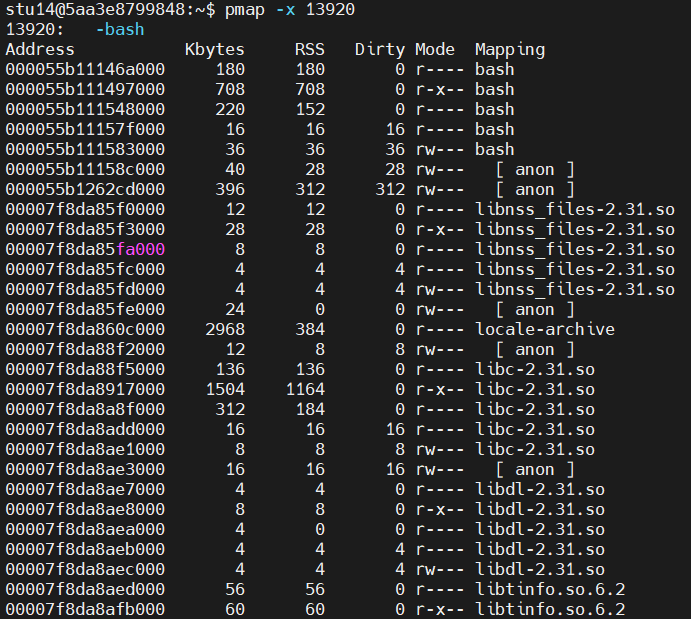 stu14@5aa3e8799848:~$ pmap -x 13920
13920:   -bash
Address           Kbytes     RSS   Dirty Mode  Mapping
000055b11146a000     180     180       0 r---- bash
000055b111497000     708     708       0 r-x-- bash
000055b111548000     220     152       0 r---- bash
000055b11157f000      16      16      16 r---- bash
000055b111583000      36      36      36 rw--- bash
000055b11158c000      40      28      28 rw---   [ anon ]
000055b1262cd000     396     312     312 rw---   [ anon ]
00007f8da85f0000      12      12       0 r---- libnss_files-2.31.so
00007f8da85f3000      28      28       0 r-x-- libnss_files-2.31.so
00007f8da85fa000       8       8       0 r---- libnss_files-2.31.so
00007f8da85fc000       4       4       4 r---- libnss_files-2.31.so
00007f8da85fd000       4       4       4 rw--- libnss_files-2.31.so
00007f8da85fe000      24       0       0 rw---   [ anon ]
00007f8da860c000    2968     384       0 r---- locale-archive
00007f8da88f2000      12       8       8 rw---   [ anon ]
00007f8da88f5000     136     136       0 r---- libc-2.31.so
00007f8da8917000    1504    1164       0 r-x-- libc-2.31.so
00007f8da8a8f000     312     184       0 r---- libc-2.31.so
00007f8da8add000      16      16      16 r---- libc-2.31.so
00007f8da8ae1000       8       8       8 rw--- libc-2.31.so
00007f8da8ae3000      16      16      16 rw---   [ anon ]
00007f8da8ae7000       4       4       0 r---- libdl-2.31.so
00007f8da8ae8000       8       8       0 r-x-- libdl-2.31.so
00007f8da8aea000       4       0       0 r---- libdl-2.31.so
00007f8da8aeb000       4       4       4 r---- libdl-2.31.so
00007f8da8aec000       4       4       4 rw--- libdl-2.31.so
00007f8da8aed000      56      56       0 r---- libtinfo.so.6.2
00007f8da8afb000      60      60       0 r-x-- libtinfo.so.6.2